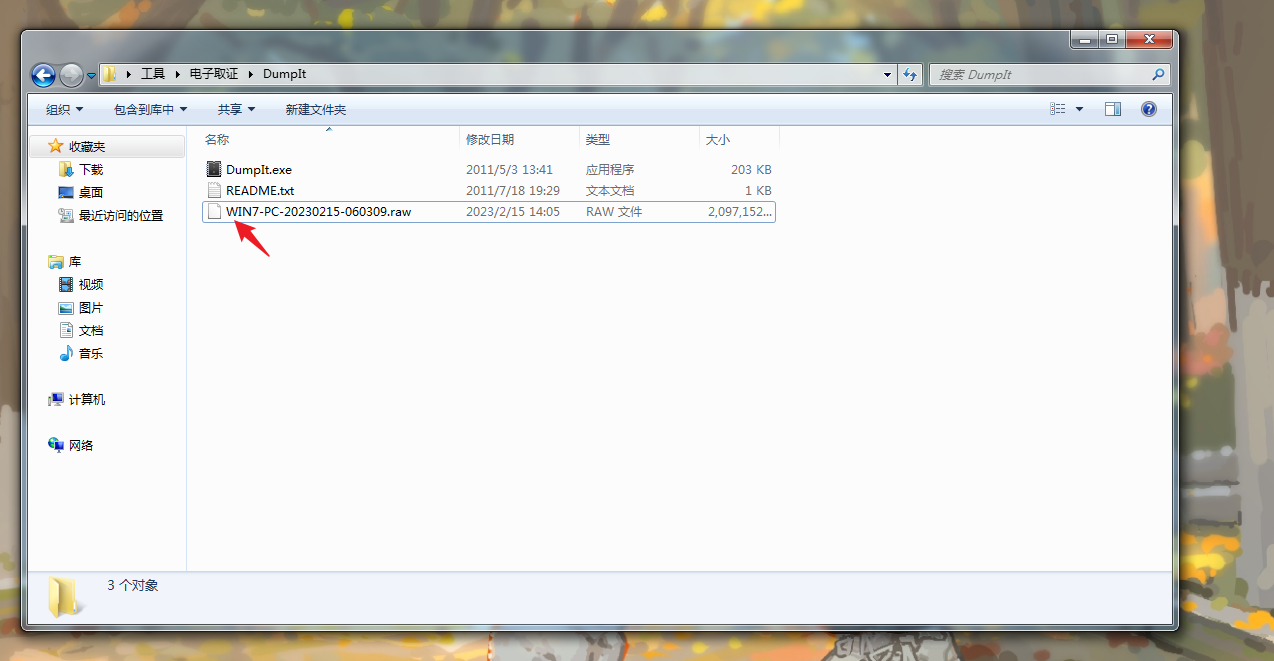 工具 电子取证 DumpIt 搜索 DumpIt
组织 包含到库中 共享 新建文件夹
名称 修改日期 类型 大小
DumpIt.exe 2011/5/3 13:41 应用程序 203 KB
README.txt 2011/7/18 19:29 文本文档 1 KB
WIN7-PC-20230215-060309.raw 2023/2/15 14:05 RAW 文件 2,097,152...
收藏夹
下载
桌面
最近访问的位置
库
视频
图片
文档
音乐
计算机
网络
3 个对象